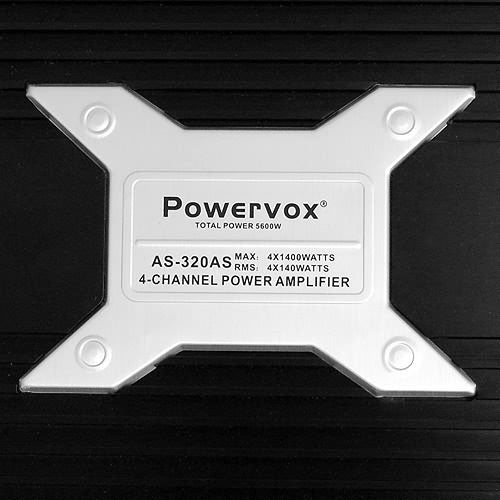 Powervox®
TOTAL POWER 5600W
AS-320AS MAX: 4X1400WATTS
RMS: 4X140WATTS
4-CHANNEL POWER AMPLIFIER